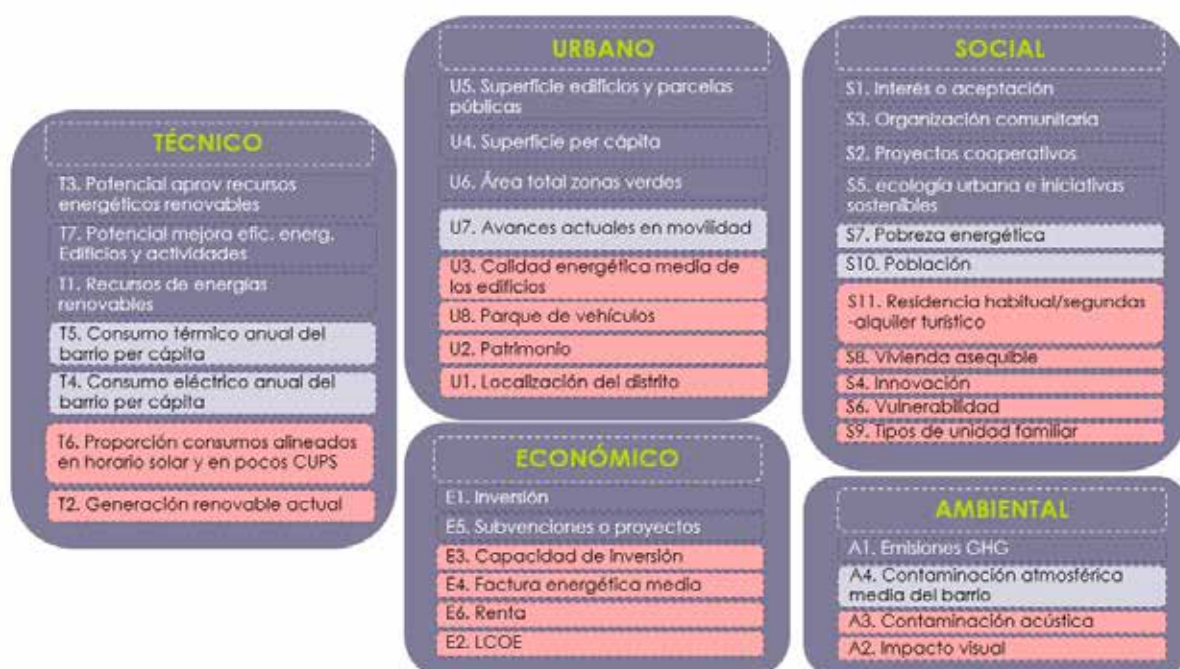 TÉCNICO
T3. Potencial aprov recursos
energéticos renovables
T7. Potencial mejora efic. energ.
Edificios y actividades
T1. Recursos de energías
renovables
T5. Consumo térmico anual del
barrio per cápita
T4. Consumo eléctrico anual del
barrio per cápita
T6. Proporción consumos alineados
en horario solar y en pocos CUPS
T2. Generación renovable actual
URBANO
U5. Superficie edificios y parcelas
públicas
U4. Superficie per cápita
U6. Área total zonas verdes
U7. Avances actuales en movilidad
U3. Calidad energética media de
los edificios
U8. Parque de vehículos
U2. Patrimonio
U1. Localización del distrito
ECONÓMICO
E1. Inversión
E5. Subvenciones o proyectos
E3. Capacidad de inversión
E4. Factura energética media
E6. Renta
E2. LCOE
SOCIAL
S1. Interés o aceptación
S3. Organización comunitaria
S2. Proyectos cooperativos
S5. ecología urbana e iniciativas
sostenibles
S7. Pobreza energética
S10. Población
S11. Residencia habitual/segundas
-alquiler turístico
S8. Vivienda asequible
S4. Innovación
S6. Vulnerabilidad
S9. Tipos de unidad familiar
AMBIENTAL
A1. Emisiones GHG
A4. Contaminación atmosférica
media del barrio
A3. Contaminación acústica
A2. Impacto visual